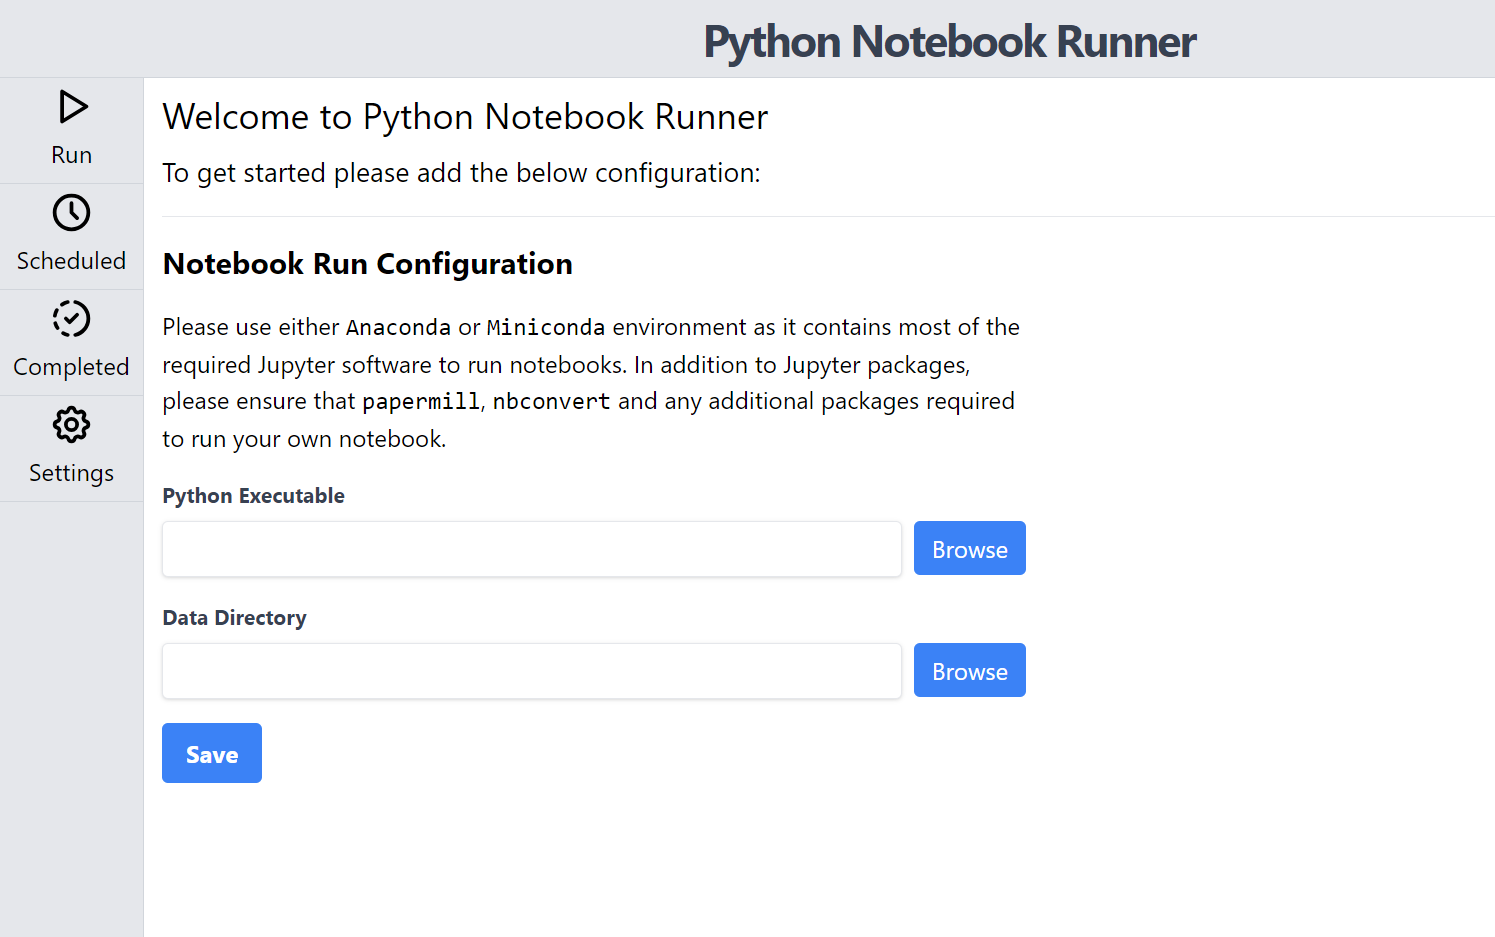 Python Notebook Runner
Run
Scheduled
Completed
Settings
Welcome to Python Notebook Runner
To get started please add the below configuration:
Notebook Run Configuration
Please use either Anaconda or Miniconda environment as it contains most of the
required Jupyter software to run notebooks. In addition to Jupyter packages,
please ensure that papermill, nbconvert and any additional packages required
to run your own notebook.
Python Executable
Browse
Data Directory
Browse
Save